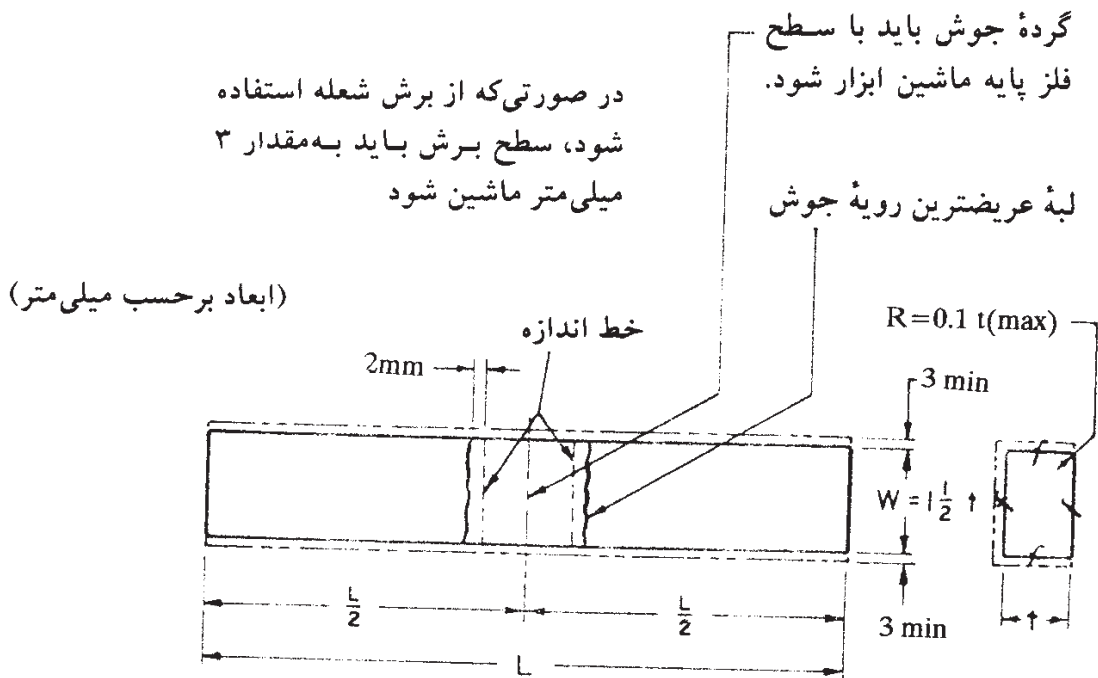 گردهٔ جوش باید با سطح
فلز پایه ماشین ابزار شود.
در صورتی‌که از برش شعله استفاده
شود، سطح برش باید به‌مقدار ۳
میلی‌متر ماشین شود
لبهٔ عریضترین رویهٔ جوش
(ابعاد برحسب میلی‌متر)
خط اندازه
R=0.1 t(max)
2mm
3 min
W = 1 1/2 t
L/2
L/2
3 min
t
L